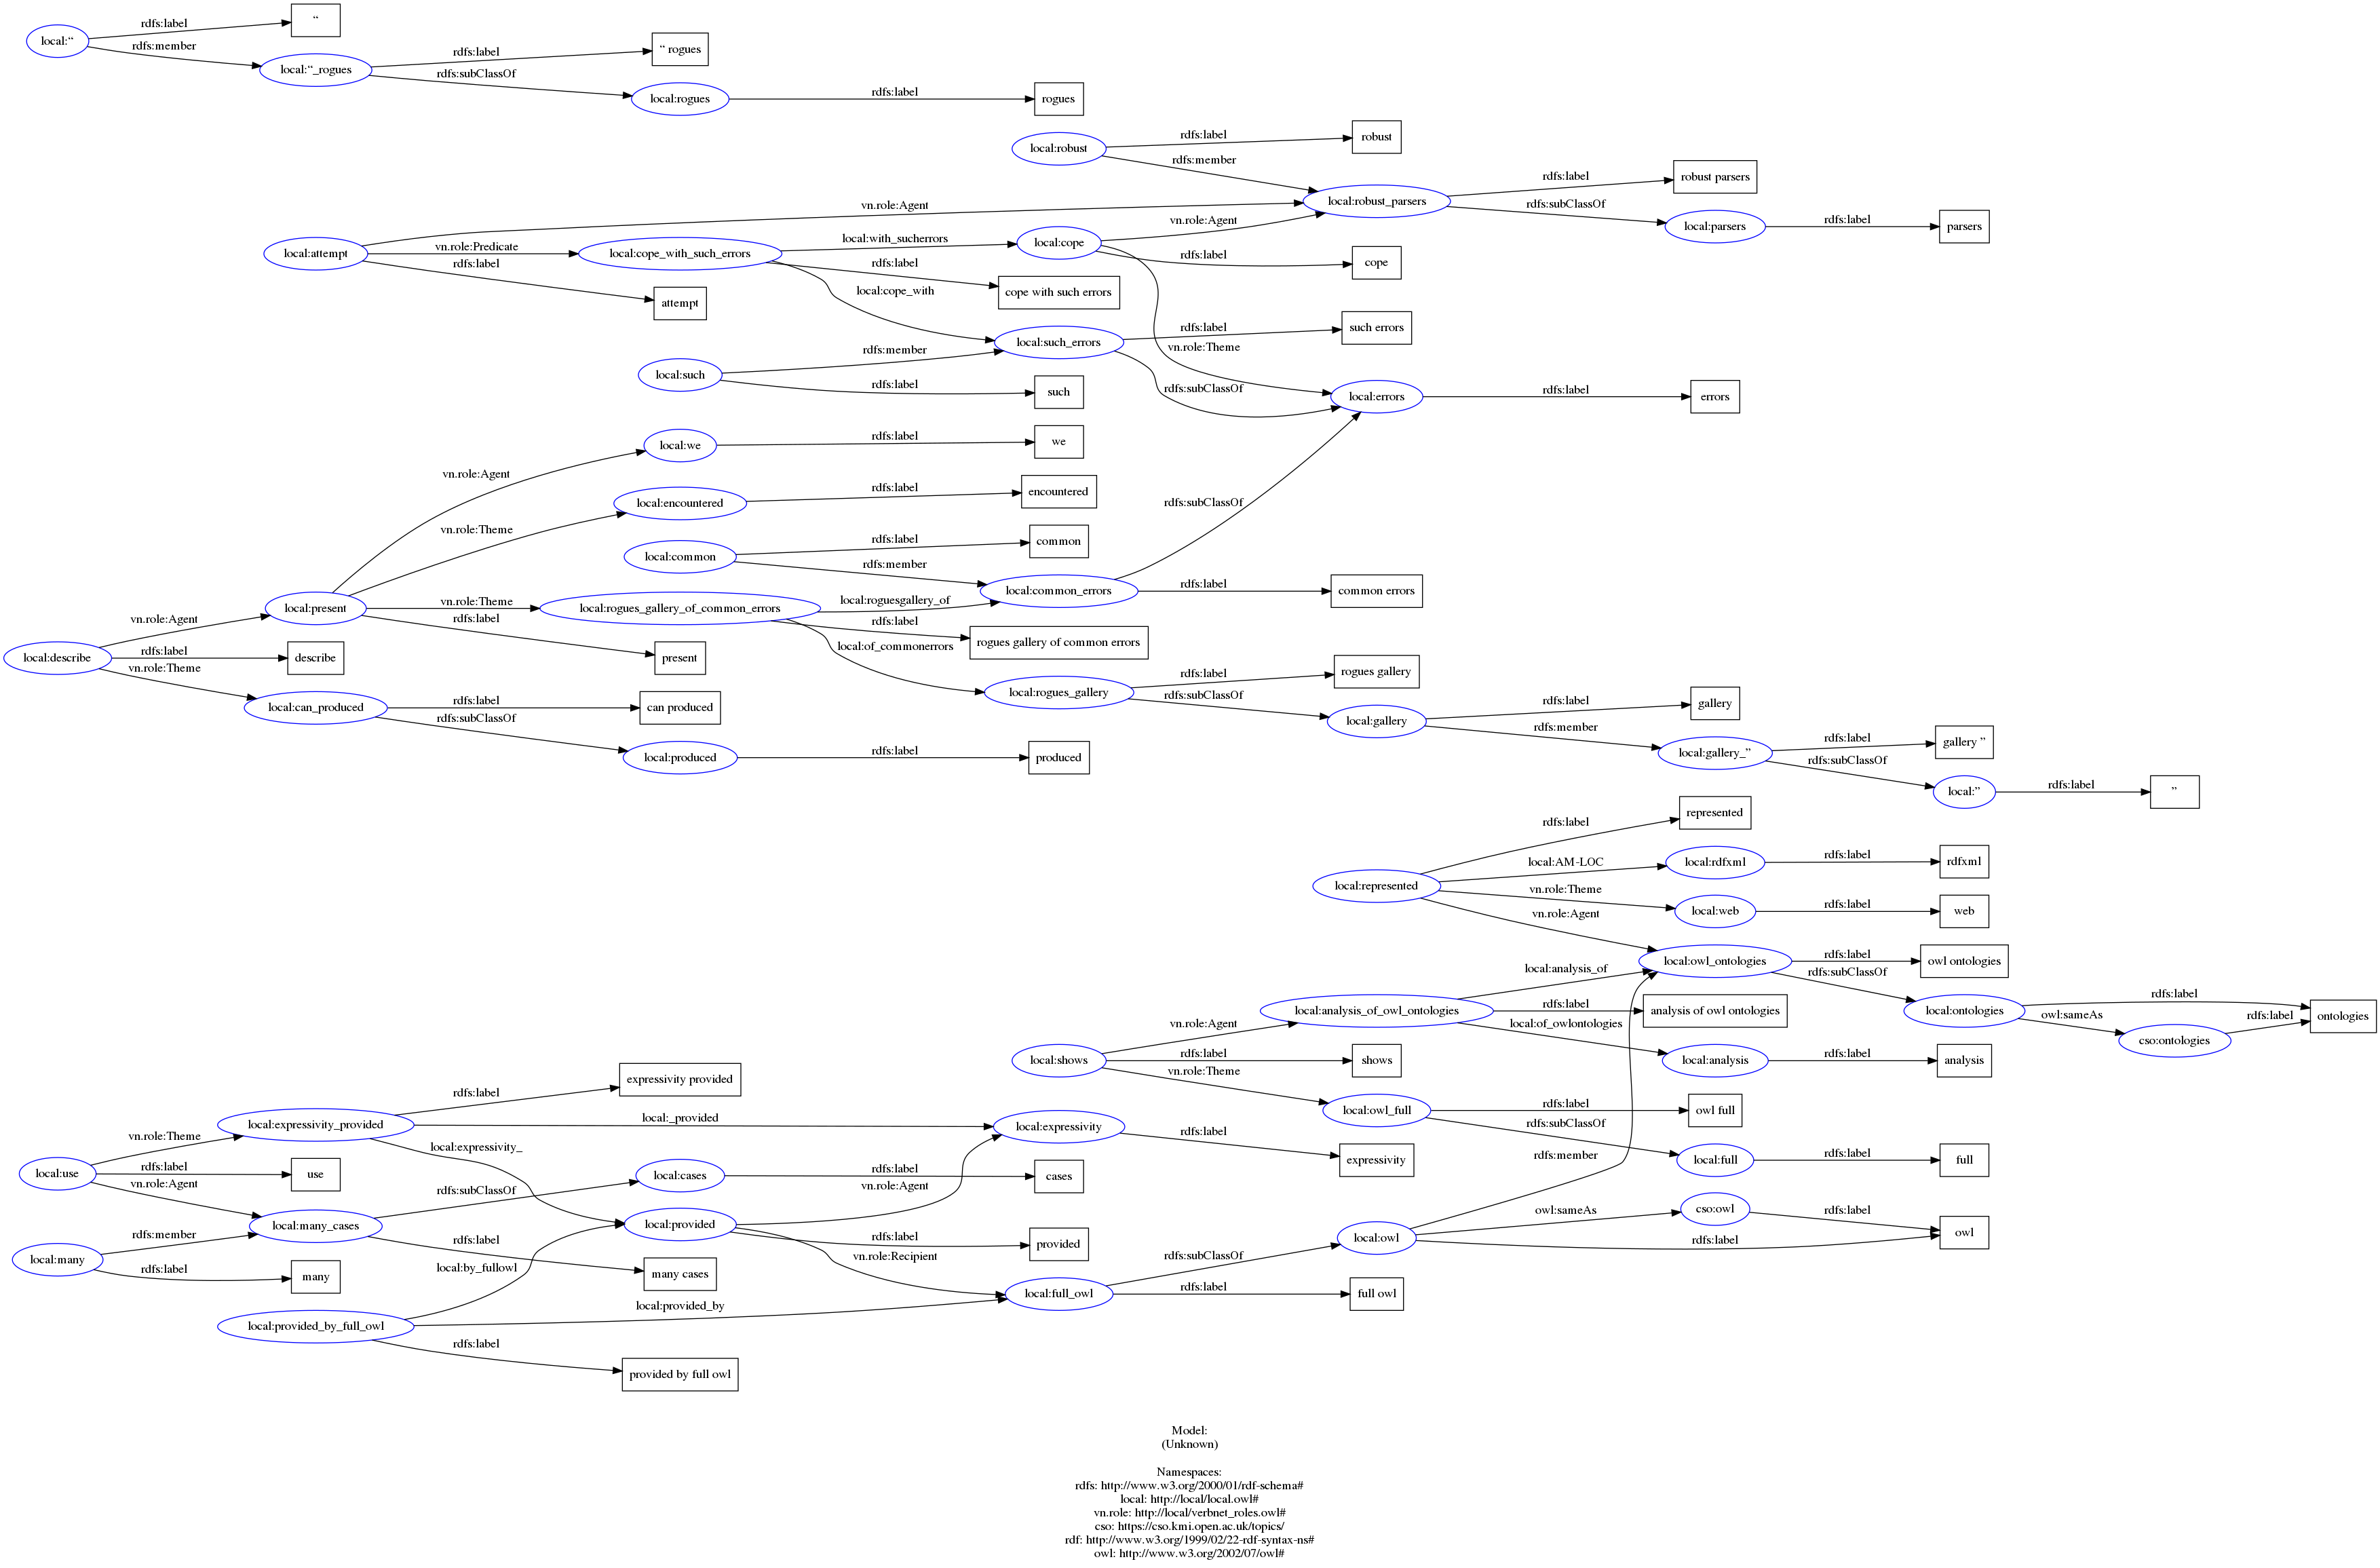 local:”
rdfs:label
“
rdfs:member
local:“_rogues
rdfs:label
“ rogues
rdfs:subClassOf
local:rogues
rdfs:label
rogues
local:robust
rdfs:label
robust
rdfs:member
local:robust_parsers
rdfs:label
robust parsers
rdfs:subClassOf
local:parsers
rdfs:label
parsers
local:attempt
vn.role:Agent
vn.role:Predicate
rdfs:label
attempt
local:cope_with_such_errors
local:with_sucherrors
rdfs:label
cope with such errors
local:cope_with
local:cope
vn.role:Agent
rdfs:label
cope
vn.role:Theme
local:such
rdfs:member
rdfs:label
such
local:such_errors
rdfs:label
such errors
rdfs:subClassOf
local:errors
rdfs:label
errors
local:we
rdfs:label
we
local:encountered
rdfs:label
encountered
local:common
rdfs:label
common
rdfs:member
local:common_errors
rdfs:subClassOf
rdfs:label
common errors
local:describe
vn.role:Agent
rdfs:label
describe
vn.role:Theme
local:present
vn.role:Agent
vn.role:Theme
vn.role:Theme
rdfs:label
present
local:rogues_gallery_of_common_errors
local:roguesgallery_of
rdfs:label
rogues gallery of common errors
local:of_commonerrors
local:rogues_gallery
rdfs:label
rogues gallery
rdfs:subClassOf
local:gallery
rdfs:label
gallery
rdfs:member
local:gallery_”
rdfs:label
gallery ”
rdfs:subClassOf
local:”
rdfs:label
”
local:can_produced
rdfs:label
can produced
rdfs:subClassOf
local:produced
rdfs:label
produced
local:represented
rdfs:label
represented
local:AM-LOC
local:rdfxml
rdfs:label
rdfxml
vn.role:Theme
local:web
rdfs:label
web
vn.role:Agent
local:owl_ontologies
rdfs:label
owl ontologies
rdfs:subClassOf
local:ontologies
rdfs:label
ontologies
owl:sameAs
cso:ontologies
rdfs:label
local:shows
vn.role:Agent
rdfs:label
shows
vn.role:Theme
local:analysis_of_owl_ontologies
local:analysis_of
rdfs:label
analysis of owl ontologies
local:of_owlontologies
local:analysis
rdfs:label
analysis
local:owl_full
rdfs:label
owl full
rdfs:subClassOf
local:full
rdfs:label
full
local:use
vn.role:Theme
rdfs:label
use
vn.role:Agent
local:expressivity_provided
rdfs:label
expressivity provided
local:_provided
local:expressivity_
local:expressivity
rdfs:label
expressivity
local:many
rdfs:member
rdfs:label
many
local:many_cases
rdfs:subClassOf
local:cases
rdfs:label
cases
rdfs:label
many cases
local:provided
vn.role:Agent
rdfs:label
provided
vn.role:Recipient
local:provided_by_full_owl
local:by_fullowl
local:provided_by
rdfs:label
provided by full owl
local:full_owl
rdfs:subClassOf
rdfs:label
full owl
local:owl
rdfs:member
owl:sameAs
cso:owl
rdfs:label
rdfs:label
owl
Model:
(Unknown)
Namespaces:
rdfs: http://www.w3.org/2000/01/rdf-schema#
local: http://local/local.owl#
vn.role: http://local/verbnet_roles.owl#
cso: https://cso.kmi.open.ac.uk/topics/
rdf: http://www.w3.org/1999/02/22-rdf-syntax-ns#
owl: http://www.w3.org/2002/07/owl#